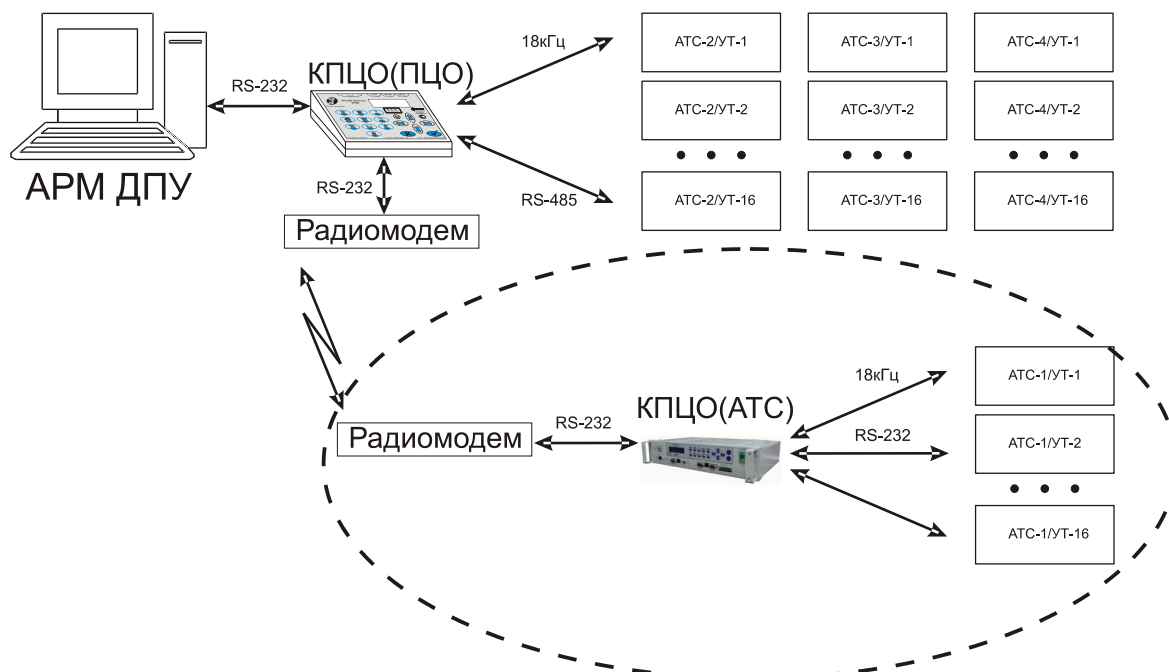 18кГц
АТС-2/УТ-1
АТС-3/УТ-1
АТС-4/УТ-1
КПЦО(ПЦО)
RS-232
АТС-2/УТ-2
АТС-3/УТ-2
АТС-4/УТ-2
АРМ ДПУ
RS-232
RS-485
АТС-2/УТ-16
АТС-3/УТ-16
АТС-4/УТ-16
Радиомодем
18кГц
АТС-1/УТ-1
КПЦО(АТС)
Радиомодем
RS-232
RS-232
АТС-1/УТ-2
АТС-1/УТ-16